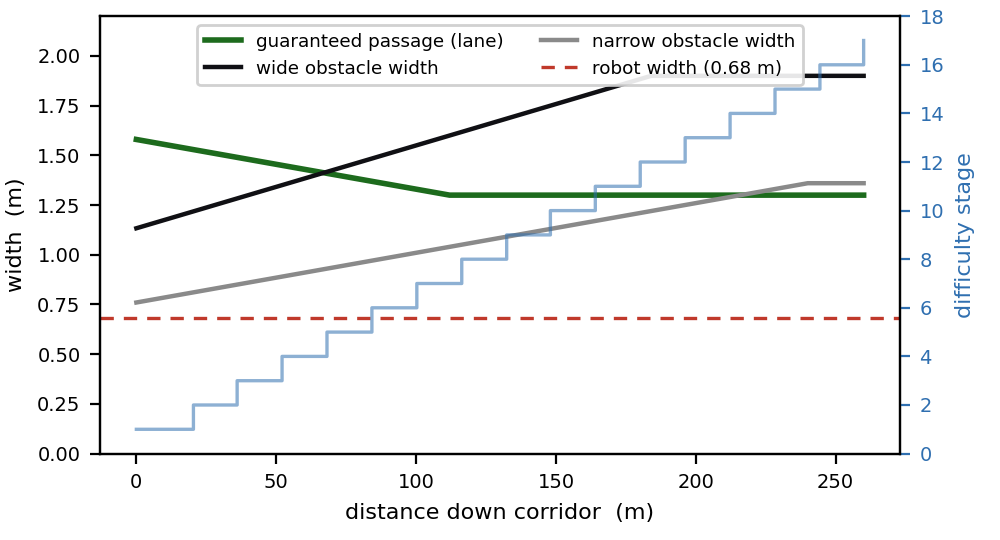 guaranteed passage (lane)
wide obstacle width
narrow obstacle width
robot width (0.68 m)
2.00
1.75
1.50
1.25
1.00
0.75
0.50
0.25
0.00
width (m)
18
16
14
12
10
8
6
4
2
0
difficulty stage
0 50 100 150 200 250
distance down corridor (m)